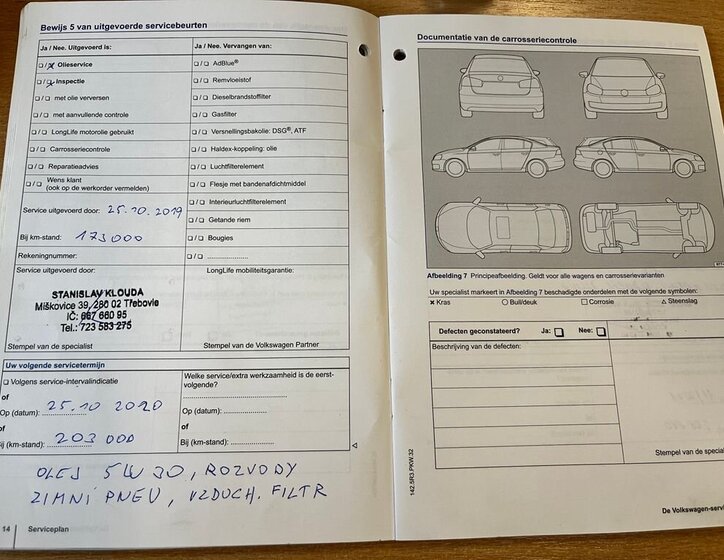 Bewijs 5 van uitgevoerde servicebeurten
Ja / Nee. Uitgevoerd is:
Ja / Nee. Vervangen van:
❏ / ❏ Olieservice
❏ / ❏ AdBlue®
❏ / ❏ Inspectie
❏ / ❏ Remvloeistof
❏ / ❏ met olie verversen
❏ / ❏ Dieselbrandstoffilter
❏ / ❏ met aanvullende controle
❏ / ❏ Gasfilter
❏ / ❏ LongLife motorolie gebruikt
❏ / ❏ Versnellingsbakolie: DSG®, ATF
❏ / ❏ Carrosseriecontrole
❏ / ❏ Haldex-koppeling: olie
❏ / ❏ Reparatieadvies
❏ / ❏ Luchtfilterelement
❏ / ❏ Wens klant
(ook op de werkorder vermelden)
❏ / ❏ Flesje met bandenafdichtmiddel
❏ / ❏ Interieurluchtfilterelement
Service uitgevoerd door: 25.10.2019
❏ / ❏ Getande riem
Bij km-stand: 173000
❏ / ❏ Bougies
Rekeningnummer:
❏ / ❏ ...................
Service uitgevoerd door:
LongLife mobiliteitsgarantie:
STANISLAV KLOUDA
Miškovice 39, 286 02 Třebovle
IČ: 667 660 95
Tel.: 723 583 275
Stempel van de specialist
Stempel van de Volkswagen Partner
Uw volgende servicetermijn
❏ Volgens service-intervalindicatie
of
Op (datum): 25.10 2020
of
Bij (km-stand): 203 000
Welke service/extra werkzaamheid is de eerst-
volgende?
Op (datum): ...................
of
Bij (km-stand): ...................
OLEJ 5W30, ROZVODY
ZIMNÍ PNEU, VZDUCH. FILTR
14
Serviceplan
Documentatie van de carrosseriecontrole
Afbeelding 7 Principeafbeelding. Geldt voor alle wagens en carrosserievarianten
Uw specialist markeert in Afbeelding 7 beschadigde onderdelen met de volgende symbolen:
× Kras
○ Buil/deuk
□ Corrosie
△ Steenslag
Defecten geconstateerd?
Ja: ❏
Nee: ❏
Beschrijving van de defecten:
Stempel van de special
142.5R3.PKW.32
De Volkswagen-servi